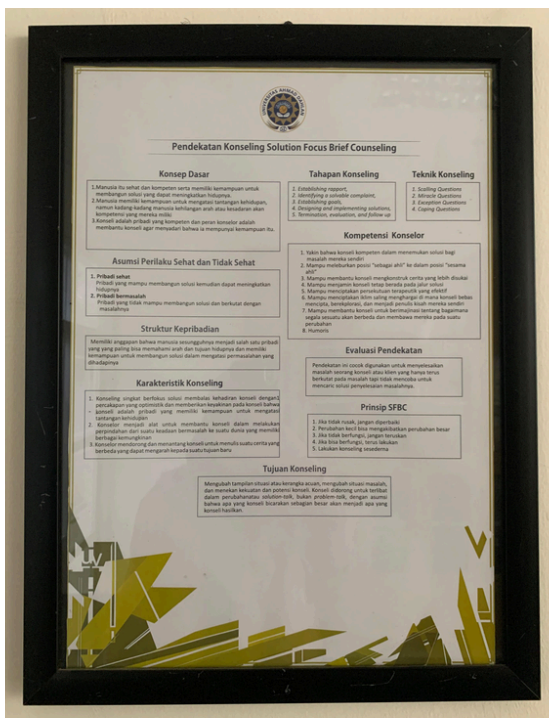 UNIVERSITAS AHMAD DAHLAN
Pendekatan Konseling Solution Focus Brief Counseling
Konsep Dasar
1.Manusia itu sehat dan kompeten serta memiliki kemampuan untuk
membangun solusi yang dapat meningkatkan hidupnya.
2.Manusia memiliki kemampuan untuk mengatasi tantangan kehidupan,
namun kadang-kadang manusia kehilangan arah atau kesadaran akan
kompetensi yang mereka miliki
3.Konseli adalah pribadi yang kompeten dan peran konselor adalah
membantu konseli agar menyadari bahwa ia mempunyai kemampuan itu.
Asumsi Perilaku Sehat dan Tidak Sehat
1. Pribadi sehat
Pribadi yang mampu membangun solusi kemudian dapat meningkatkan
hidupnya
2. Pribadi bermasalah
Pribadi yang tidak mampu membangun solusi dan berkutat dengan
masalahnya
Struktur Kepribadian
Memiliki anggapan bahwa manusia sesungguhnya menjadi salah satu pribadi
yang yang paling bisa memahami arah dan tujuan hidupnya dan memiliki
kemampuan untuk membangun solusi dalam mengatasi permasalahan yang
dihadapinya
Karakteristik Konseling
1. Konseling singkat berfokus solusi membalas kehadiran konseli dengan
percakapan yang optimistik dan memberikan keyakinan pada konseli bahwa
konseli adalah pribadi yang memiliki kemampuan untuk mengatasi
tantangan kehidupan
2. Konselor menjadi alat untuk membantu konseli dalam melakukan
perpindahan dari suatu keadaan bermasalah ke suatu dunia yang memiliki
berbagai kemungkinan
3. Konselor mendorong dan menantang konseli untuk menulis suatu cerita yang
berbeda yang dapat mengarah kepada suatu tujuan baru
Tahapan Konseling
1. Establishing rapport,
2. Identifying a solvable complaint,
3. Establishing goals,
4. Designing and implementing solutions,
5. Termination, evaluation, and follow up
Teknik Konseling
1. Scalling Questions
2. Miracle Questions
3. Exception Questions
4. Coping Questions
Kompetensi Konselor
1. Yakin bahwa konseli kompeten dalam menemukan solusi bagi
masalah mereka sendiri
2. Mampu meleburkan posisi "sebagai ahli" ke dalam posisi "sesama
ahli"
3. Mampu membantu konseli mengkonstruk cerita yang lebih disukai
4. Mampu menjamin konseli tetap berada pada jalur solusi
5. Mampu menciptakan persekutuan terapeutik yang efektif
6. Mampu menciptakan iklim saling menghargai di mana konseli bebas
mencipta, bereksplorasi, dan menjadi penulis kisah mereka sendiri
7. Mampu membantu konseli untuk berimajinasi tentang bagaimana
segala sesuatu akan berbeda dan membawa mereka pada suatu
perubahan
8. Humoris
Evaluasi Pendekatan
Pendekatan ini cocok digunakan untuk menyelesaikan
masalah seorang konseli atau klien yang hanya terus
berkutat pada masalah tapi tidak mencoba untuk
mencari solusi penyelesaian masalahnya.
Prinsip SFBC
1. Jika tidak rusak, jangan diperbaiki
2. Perubahan kecil bisa mengakibatkan perubahan besar
3. Jika tidak berfungsi, jangan teruskan
4. Jika bisa berfungsi, terus lakukan
5. Lakukan konseling sesederna
Tujuan Konseling
Mengubah tampilan situasi atau kerangka acuan, mengubah situasi masalah,
dan menekan kekuatan dan potensi konseli. Konseli didorong untuk terlibat
dalam perubahanatau solution-talk, bukan problem-talk, dengan asumsi
bahwa apa yang konseli bicarakan sebagian besar akan menjadi apa yang
konseli hasilkan.